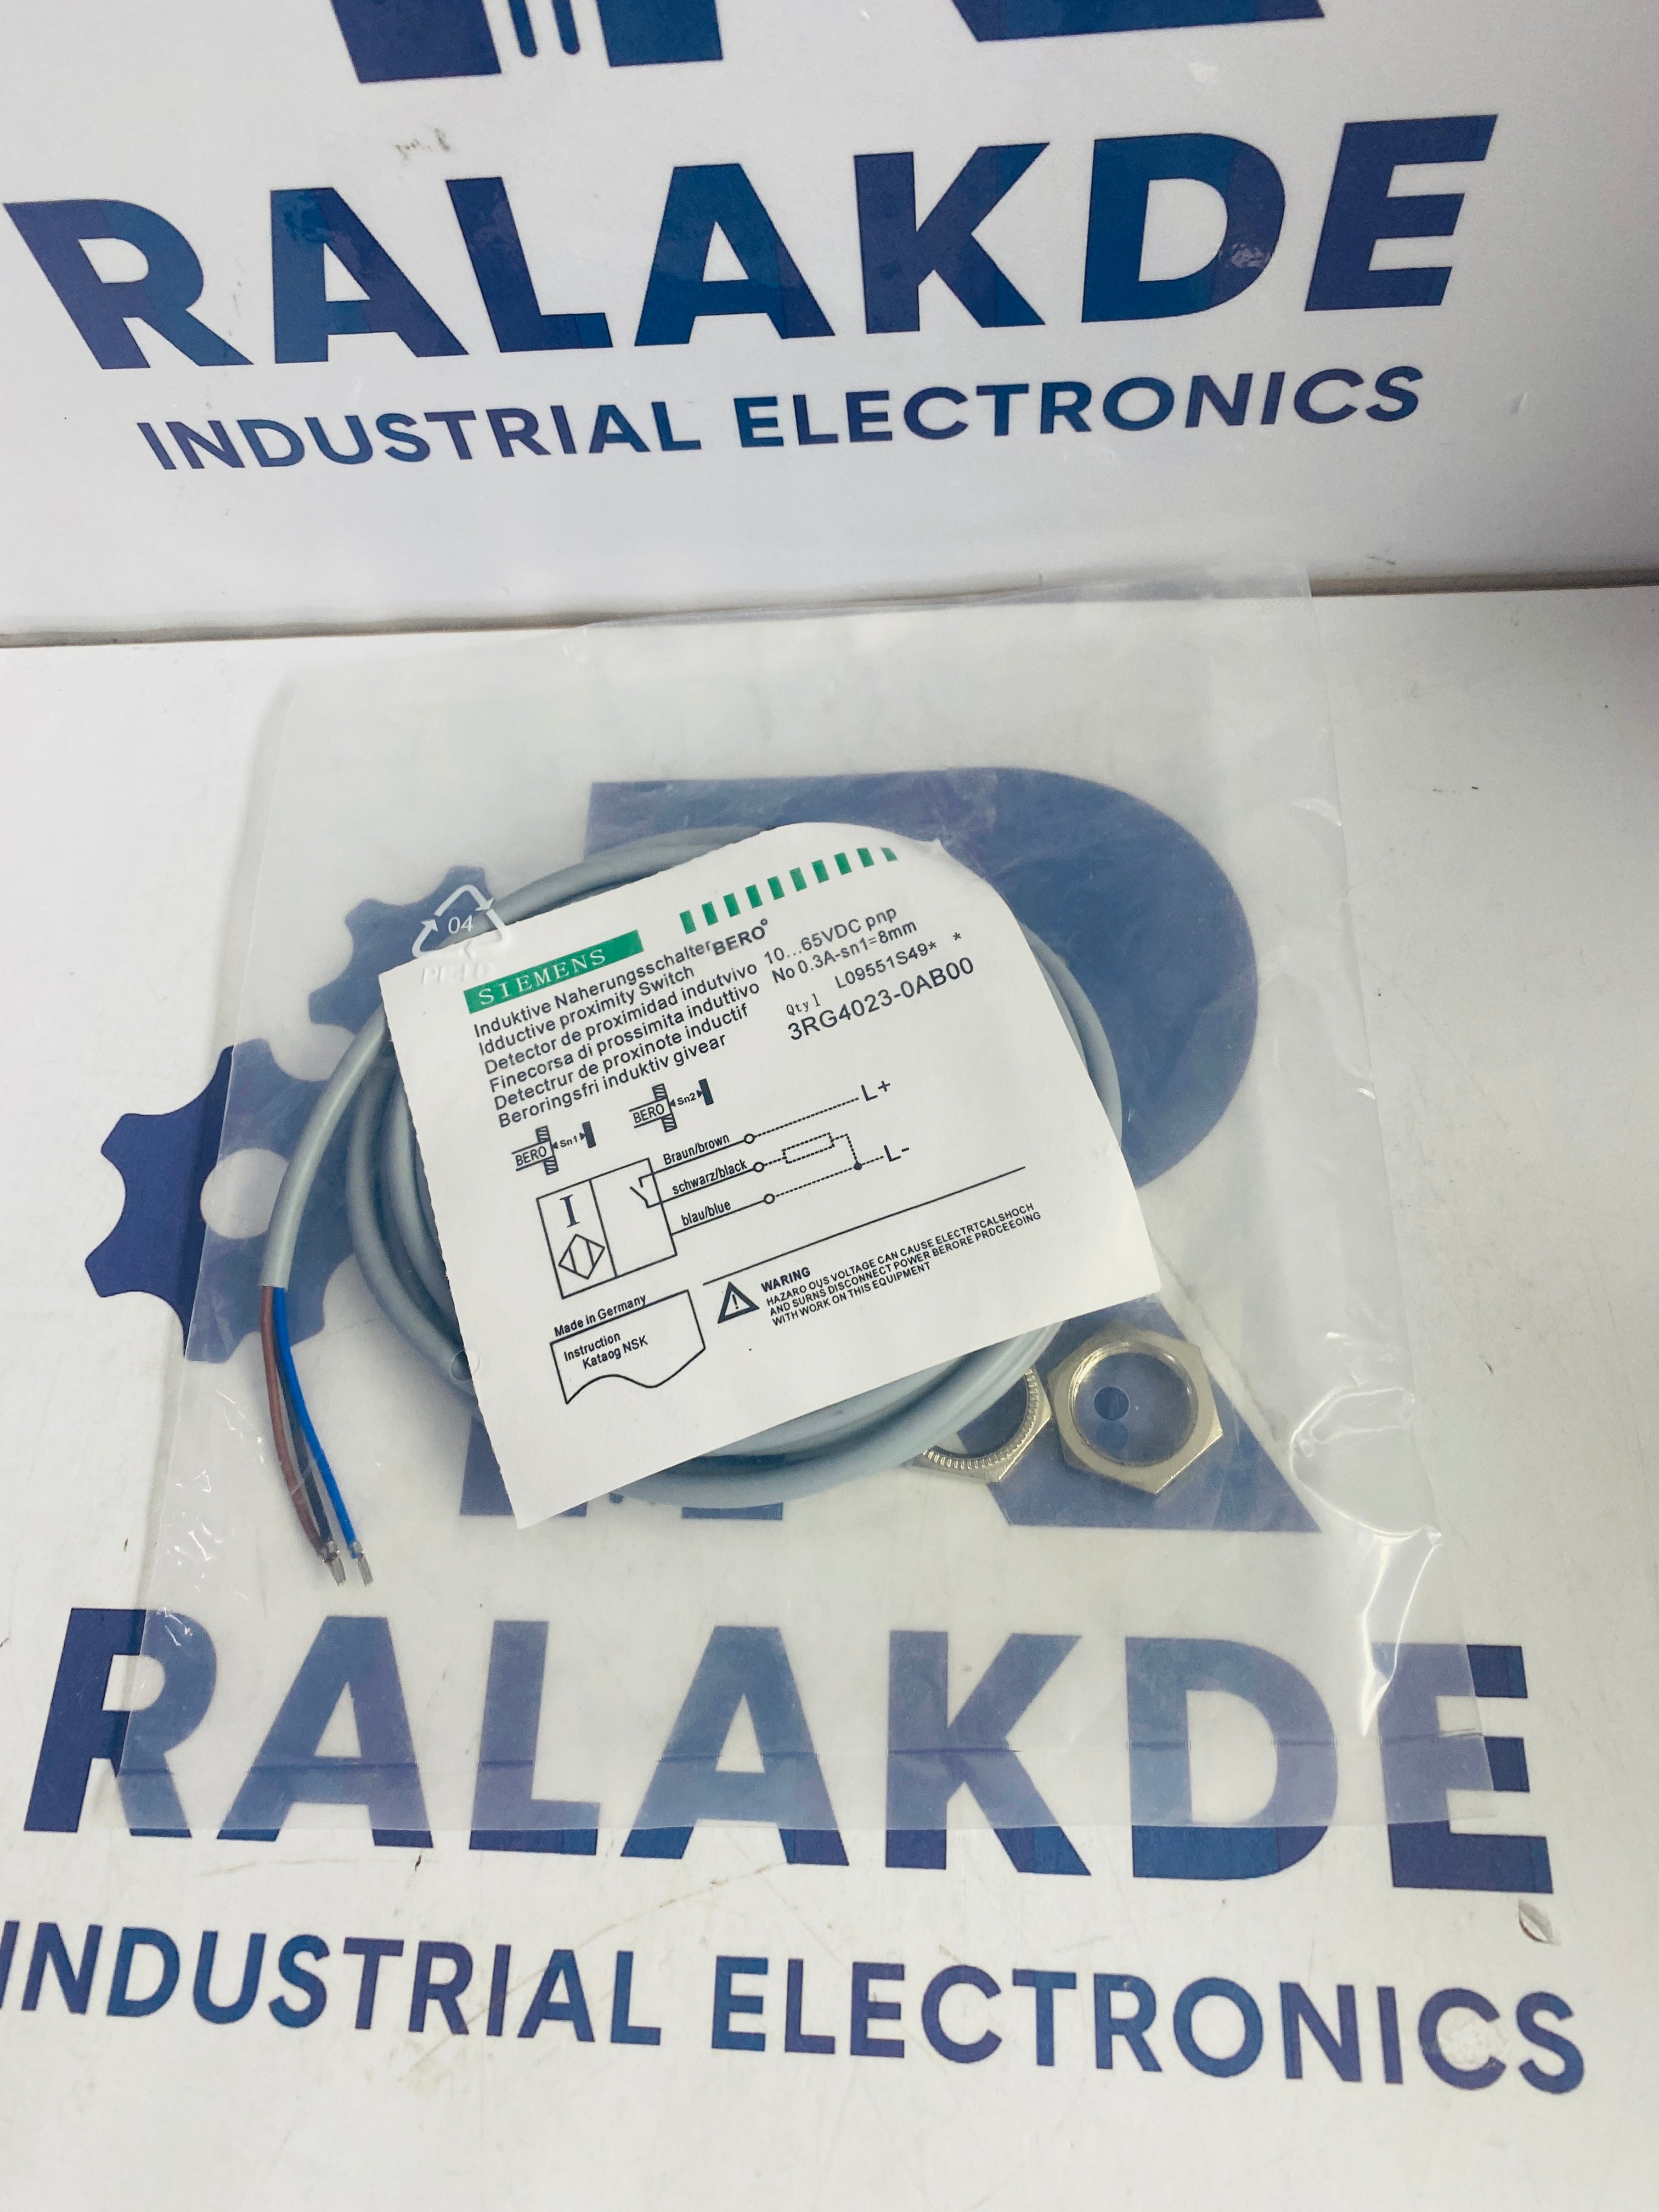 RALAKDE
INDUSTRIAL ELECTRONICS
04
SIEMENS
Induktive Naherungsschalter BERO°
Idductive proximity Switch
Detector de proximidad indutvivo
Finecorsa di prossimita induttivo
Detectrur de proxinote inductif
Beroringsfri induktiv givear
10...65VDC pnp
No 0.3A-sn1=8mm
Qty1 L09551S49* *
3RG4023-0AB00
BERO Sn1
BERO Sn2
Braun/brown L+
schwarz/black
L-
blau/blue
I
Made in Germany
Instruction
Kataog NSK
WARING
HAZARO OUS VOLTAGE CAN CAUSE ELECTRTCALSHOCH
AND SURNS DISCONNECT POWER BERORE PRDCEEOING
WITH WORK ON THIS EQUIPMENT
RALAKDE
INDUSTRIAL ELECTRONICS